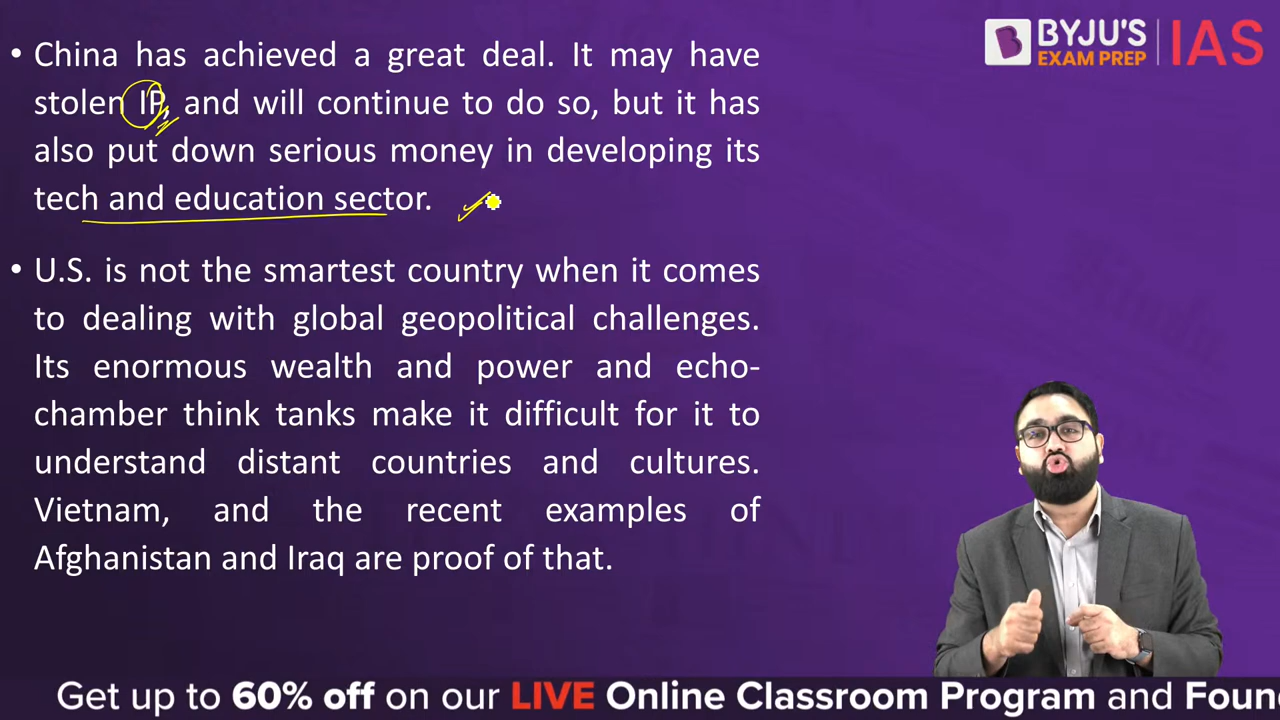 • China has achieved a great deal. It may have
stolen IP, and will continue to do so, but it has
also put down serious money in developing its
tech and education sector.
• U.S. is not the smartest country when it comes
to dealing with global geopolitical challenges.
Its enormous wealth and power and echo-
chamber think tanks make it difficult for it to
understand distant countries and cultures.
Vietnam, and the recent examples of
Afghanistan and Iraq are proof of that.
BYJU'S
EXAM PREP
IAS
Get up to 60% off on our LIVE Online Classroom Program and Foun